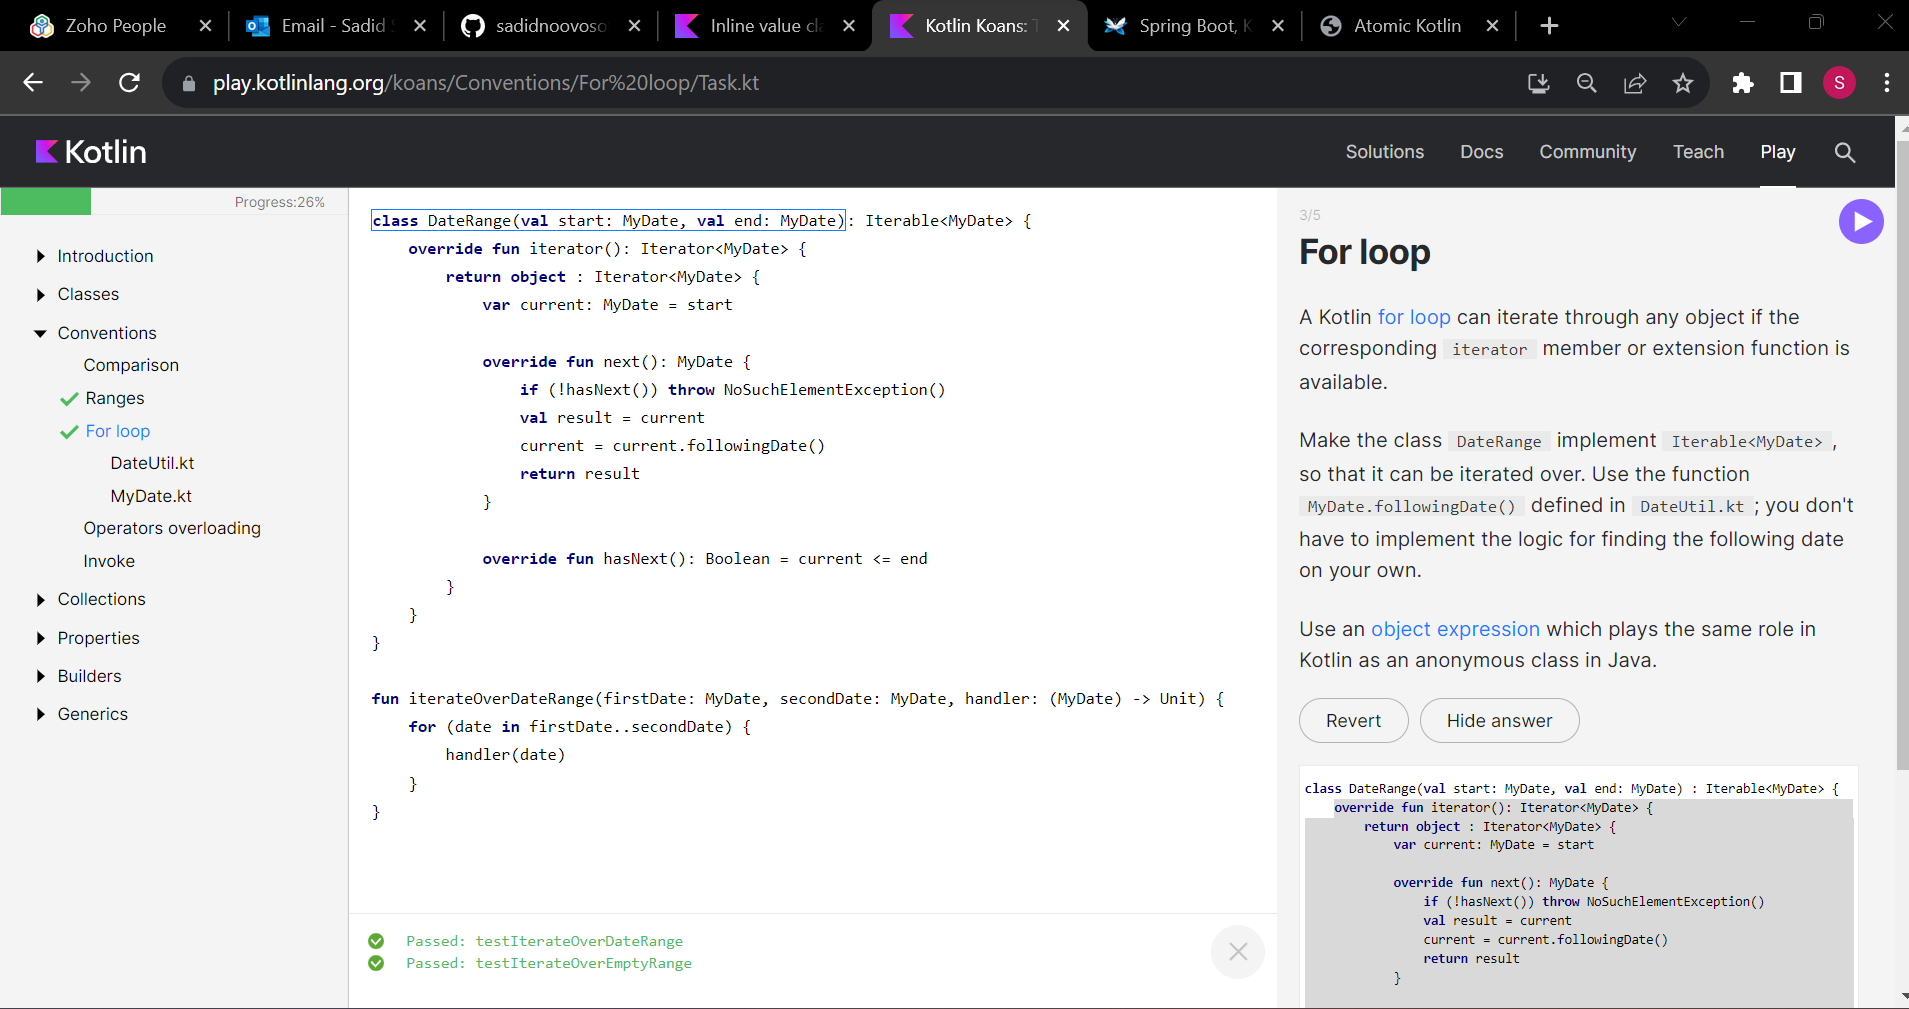 Zoho People
Email - Sadid
sadidnoovoso
Inline value cla
Kotlin Koans: T
Spring Boot, K
Atomic Kotlin
play.kotlinlang.org/koans/Conventions/For%20loop/Task.kt
S
Kotlin
Solutions
Docs
Community
Teach
Play
Progress:26%
Introduction
Classes
Conventions
Comparison
Ranges
For loop
DateUtil.kt
MyDate.kt
Operators overloading
Invoke
Collections
Properties
Builders
Generics
class DateRange(val start: MyDate, val end: MyDate): Iterable<MyDate> {
    override fun iterator(): Iterator<MyDate> {
        return object : Iterator<MyDate> {
            var current: MyDate = start
            override fun next(): MyDate {
                if (!hasNext()) throw NoSuchElementException()
                val result = current
                current = current.followingDate()
                return result
            }
            override fun hasNext(): Boolean = current <= end
        }
    }
}
fun iterateOverDateRange(firstDate: MyDate, secondDate: MyDate, handler: (MyDate) -> Unit) {
    for (date in firstDate..secondDate) {
        handler(date)
    }
}
Passed: testIterateOverDateRange
Passed: testIterateOverEmptyRange
3/5
For loop
A Kotlin for loop can iterate through any object if the
corresponding iterator member or extension function is
available.
Make the class DateRange implement Iterable<MyDate> ,
so that it can be iterated over. Use the function
MyDate.followingDate() defined in DateUtil.kt ; you don't
have to implement the logic for finding the following date
on your own.
Use an object expression which plays the same role in
Kotlin as an anonymous class in Java.
Revert
Hide answer
class DateRange(val start: MyDate, val end: MyDate) : Iterable<MyDate> {
    override fun iterator(): Iterator<MyDate> {
        return object : Iterator<MyDate> {
            var current: MyDate = start
            override fun next(): MyDate {
                if (!hasNext()) throw NoSuchElementException()
                val result = current
                current = current.followingDate()
                return result
            }